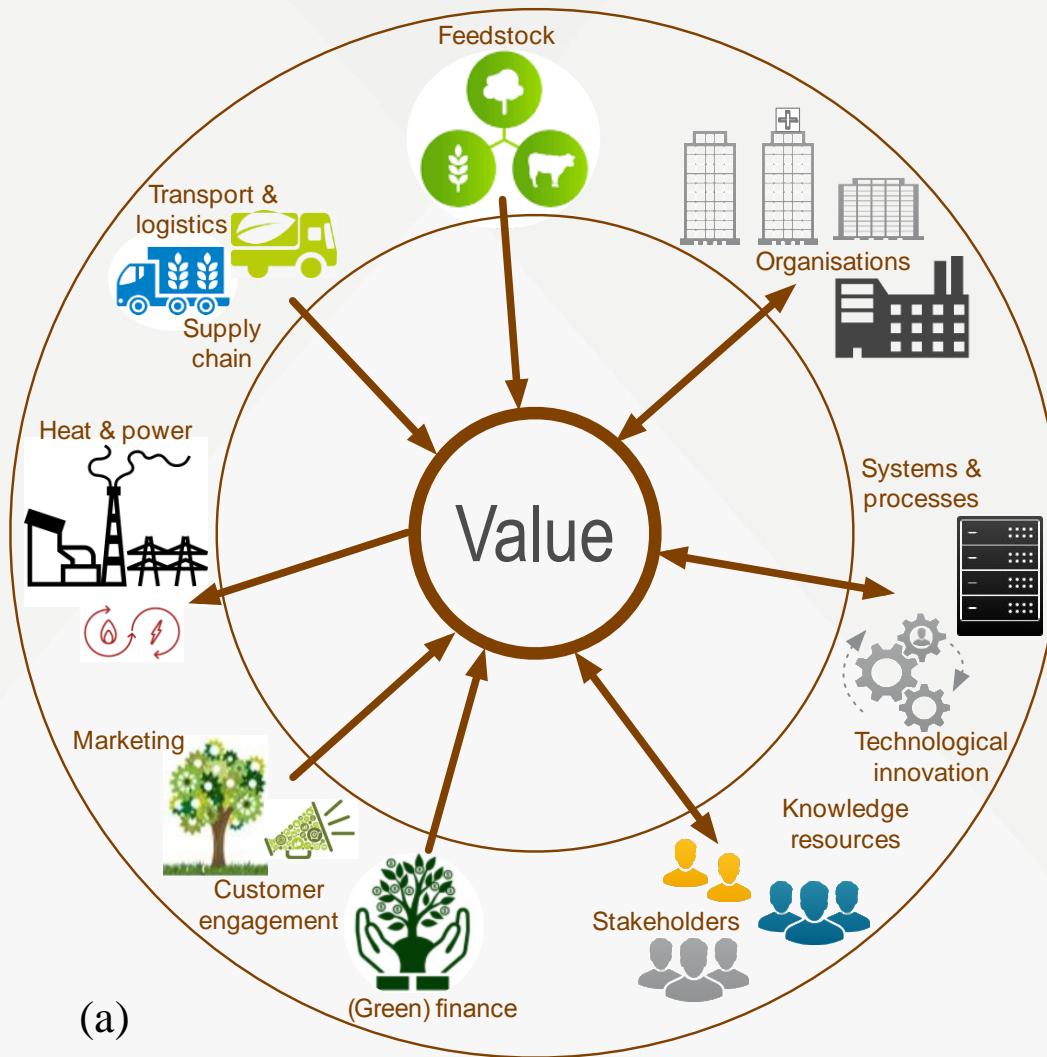 Feedstock
Transport &
logistics
Supply
chain
Organisations
Heat & power
Value
Systems &
processes
Technological
innovation
Marketing
Customer
engagement
Knowledge
resources
Stakeholders
(Green) finance
(a)